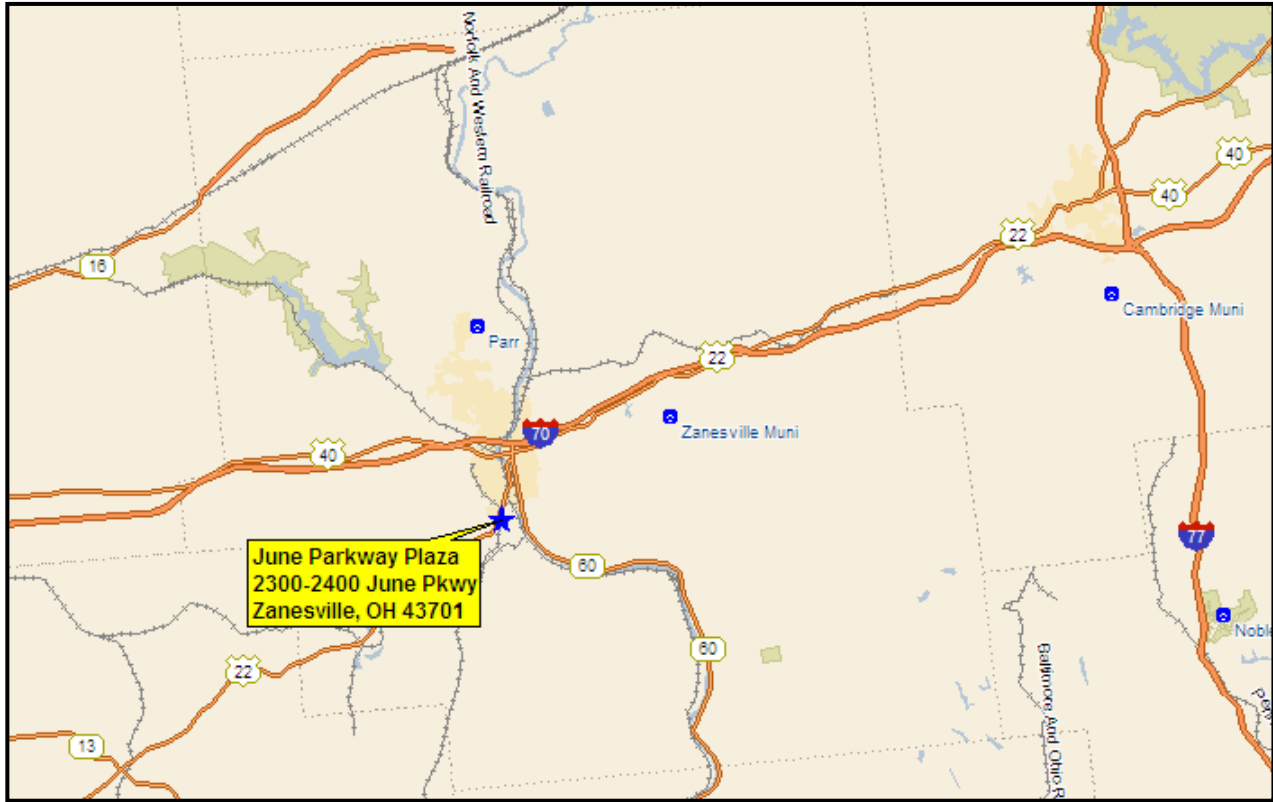 Norfolk And Western Railroad
40
40
22
16
Cambridge Muni
Parr
22
70
Zanesville Muni
40
77
June Parkway Plaza
2300-2400 June Pkwy
Zanesville, OH 43701
60
Noble
60
22
Baltimore And Ohio R
13